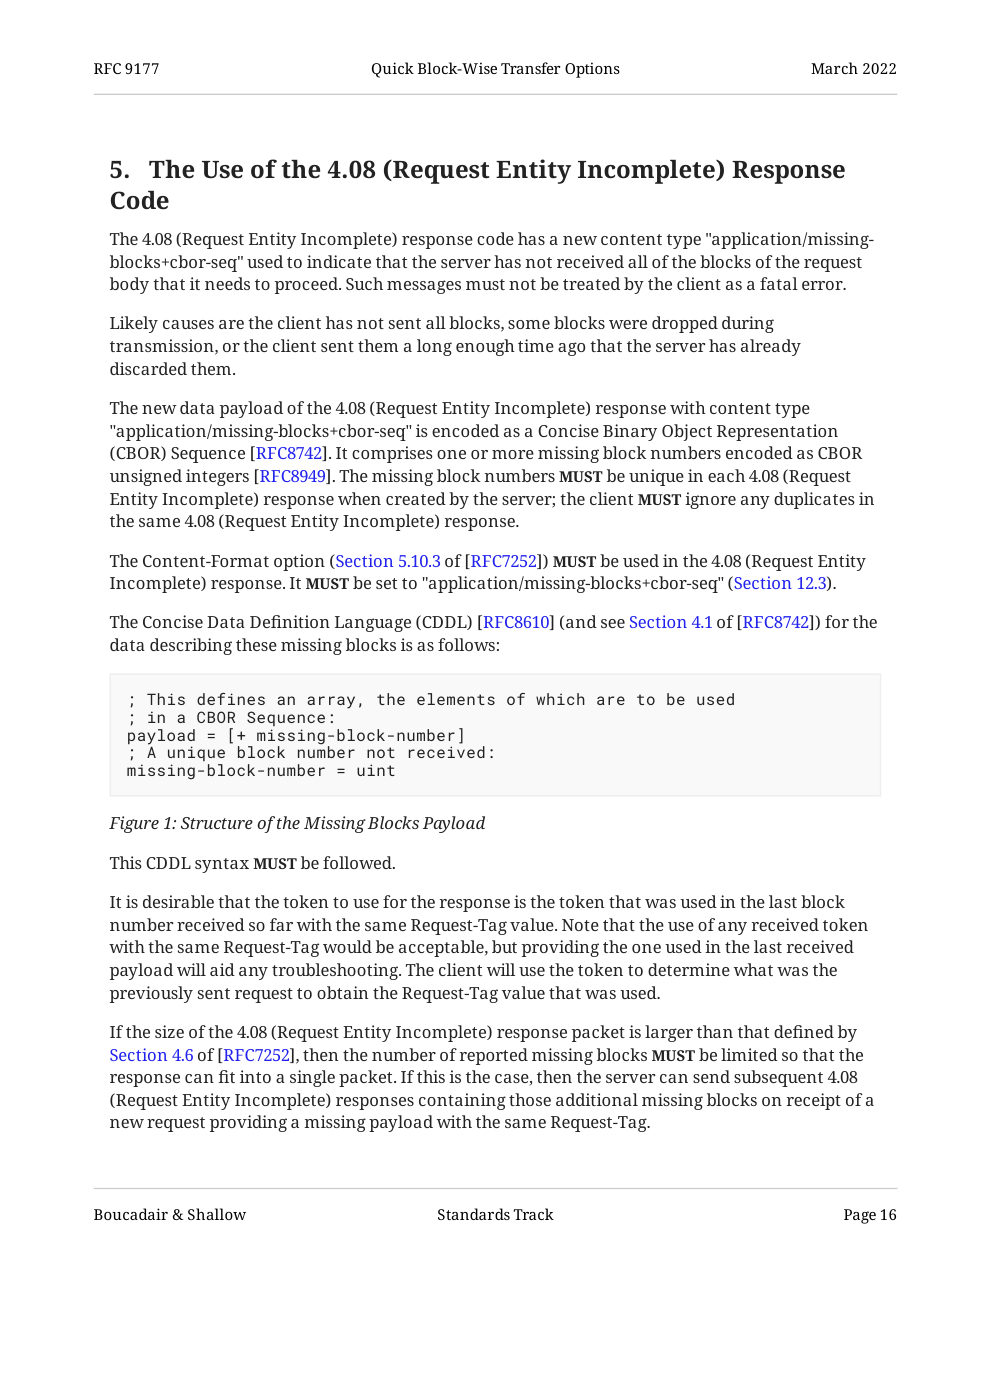 RFC 9177 Quick Block-Wise Transfer Options March 2022
5. The Use of the 4.08 (Request Entity Incomplete) Response
Code
The 4.08 (Request Entity Incomplete) response code has a new content type "application/missing-
blocks+cbor-seq" used to indicate that the server has not received all of the blocks of the request
body that it needs to proceed. Such messages must not be treated by the client as a fatal error.
Likely causes are the client has not sent all blocks, some blocks were dropped during
transmission, or the client sent them a long enough time ago that the server has already
discarded them.
The new data payload of the 4.08 (Request Entity Incomplete) response with content type
"application/missing-blocks+cbor-seq" is encoded as a Concise Binary Object Representation
(CBOR) Sequence [RFC8742]. It comprises one or more missing block numbers encoded as CBOR
unsigned integers [RFC8949]. The missing block numbers MUST be unique in each 4.08 (Request
Entity Incomplete) response when created by the server; the client MUST ignore any duplicates in
the same 4.08 (Request Entity Incomplete) response.
The Content-Format option (Section 5.10.3 of [RFC7252]) MUST be used in the 4.08 (Request Entity
Incomplete) response. It MUST be set to "application/missing-blocks+cbor-seq" (Section 12.3).
The Concise Data Definition Language (CDDL) [RFC8610] (and see Section 4.1 of [RFC8742]) for the
data describing these missing blocks is as follows:
; This defines an array, the elements of which are to be used
; in a CBOR Sequence:
payload = [+ missing-block-number]
; A unique block number not received:
missing-block-number = uint
Figure 1: Structure of the Missing Blocks Payload
This CDDL syntax MUST be followed.
It is desirable that the token to use for the response is the token that was used in the last block
number received so far with the same Request-Tag value. Note that the use of any received token
with the same Request-Tag would be acceptable, but providing the one used in the last received
payload will aid any troubleshooting. The client will use the token to determine what was the
previously sent request to obtain the Request-Tag value that was used.
If the size of the 4.08 (Request Entity Incomplete) response packet is larger than that defined by
Section 4.6 of [RFC7252], then the number of reported missing blocks MUST be limited so that the
response can fit into a single packet. If this is the case, then the server can send subsequent 4.08
(Request Entity Incomplete) responses containing those additional missing blocks on receipt of a
new request providing a missing payload with the same Request-Tag.
Boucadair & Shallow Standards Track Page 16